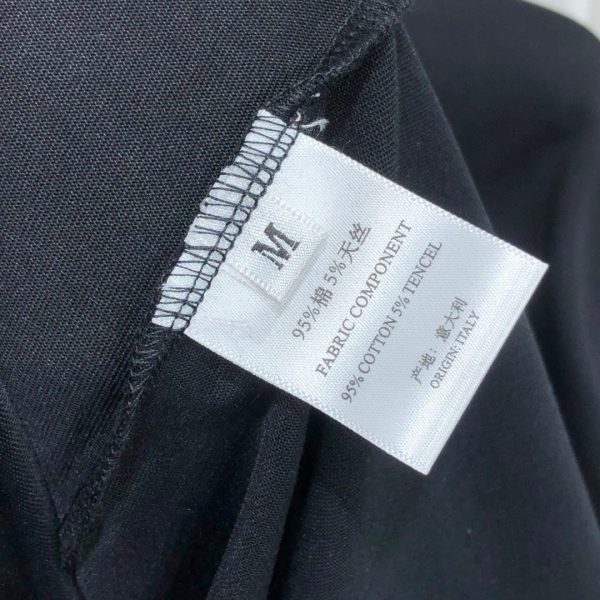 M
95%棉 5%天丝
FABRIC COMPONENT
95% COTTON 5% TENCEL
产地: 意大利
ORIGIN: ITALY